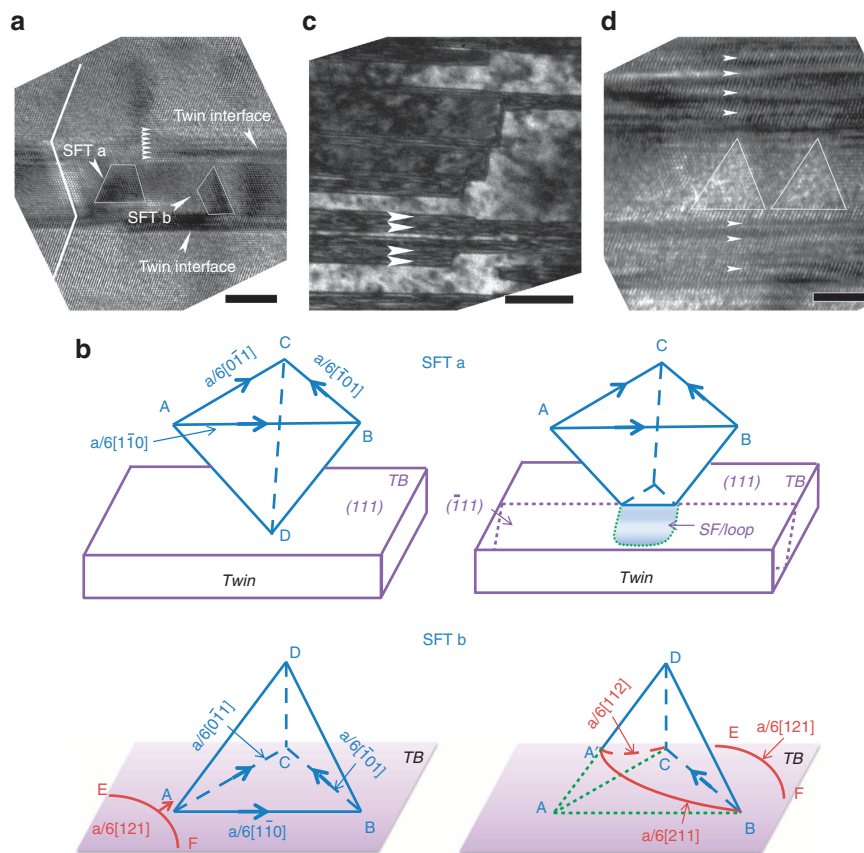 a
Twin interface
SFT a
SFT b
Twin interface
c
d
b
SFT a
C
a/6[01̄1]
a/6[1̄01]
A
B
a/6[11̄0]
TB
(111)
D
Twin
C
A
B
(111)
TB
(1̄11)
SF/loop
Twin
SFT b
D
a/6[01̄1]
a/6[1̄01]
TB
C
E
A
a/6[121]
F
a/6[11̄0]
B
D
a/6[112]
E
a/6[121]
TB
A'
C
F
A
B
a/6[211]